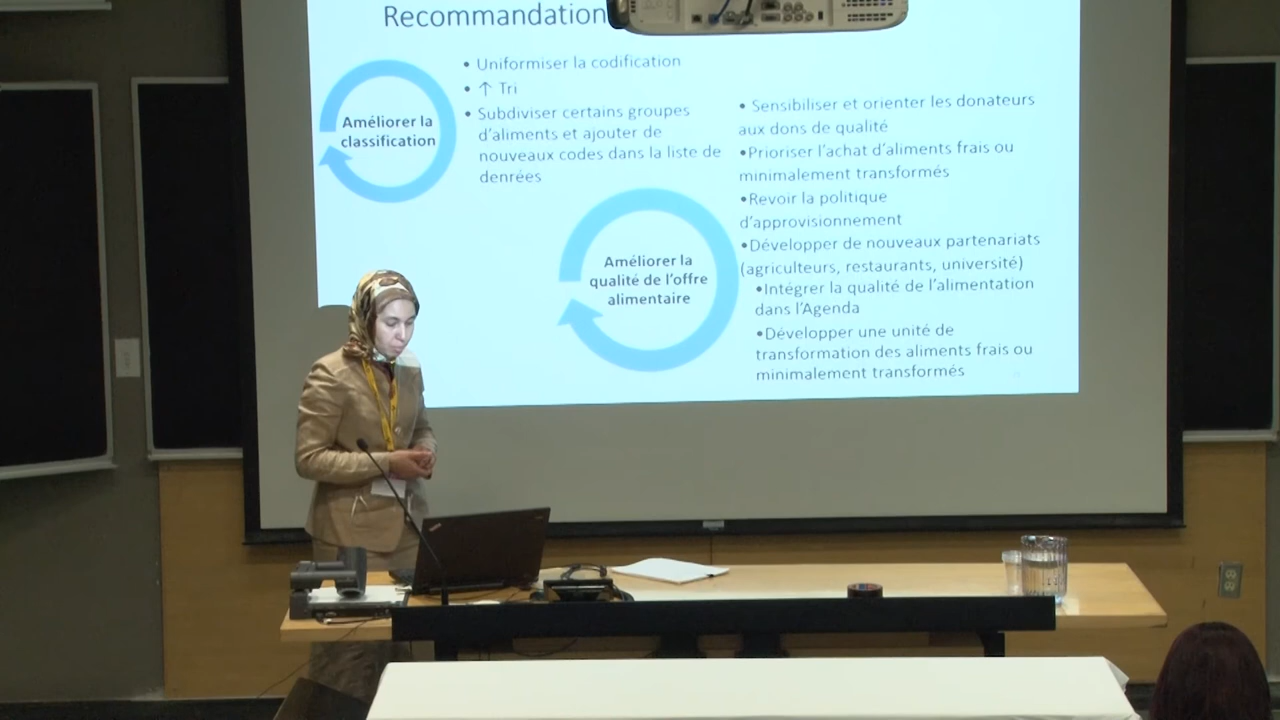 Recommandation
• Uniformiser la codification
• ↑ Tri
• Subdiviser certains groupes
d'aliments et ajouter de
nouveaux codes dans la liste de
denrées
Améliorer la
classification
• Sensibiliser et orienter les donateurs
aux dons de qualité
•Prioriser l'achat d'aliments frais ou
minimalement transformés
•Revoir la politique
d'approvisionnement
•Développer de nouveaux partenariats
(agriculteurs, restaurants, université)
•Intégrer la qualité de l'alimentation
dans l'Agenda
•Développer une unité de
transformation des aliments frais ou
minimalement transformés
Améliorer la
qualité de l'offre
alimentaire